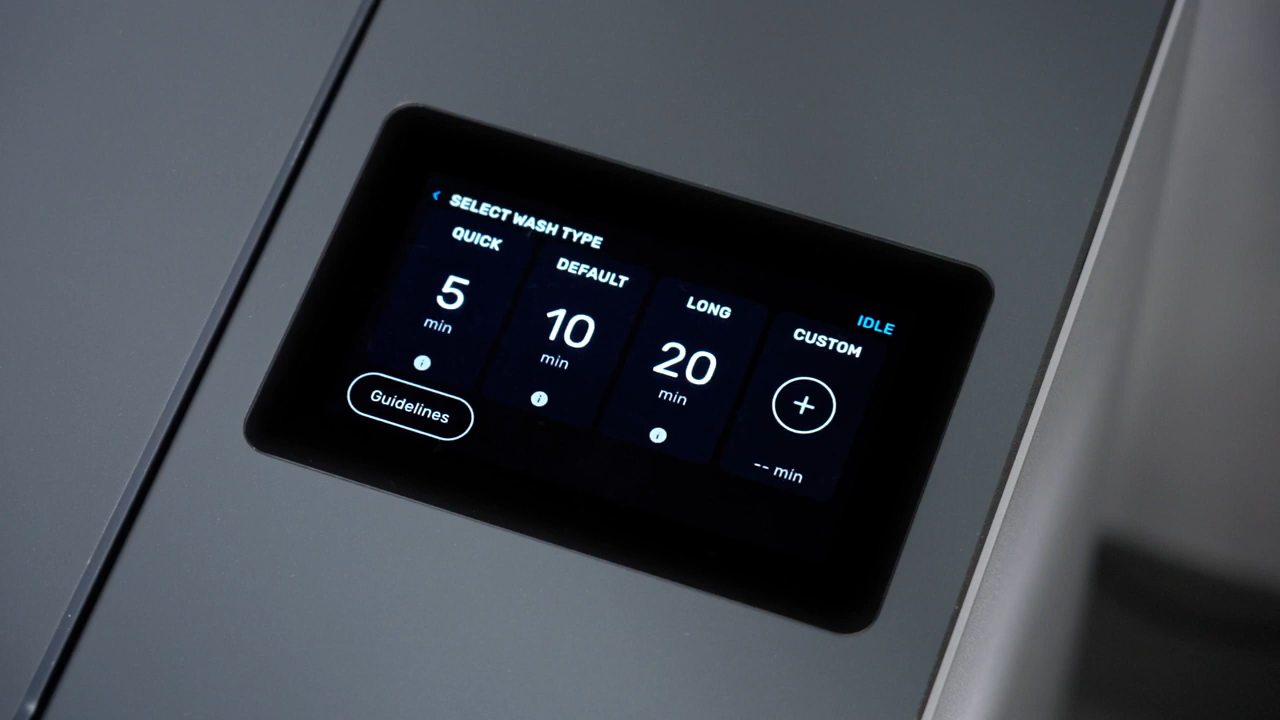 < SELECT WASH TYPE
IDLE
QUICK
5
min
i
DEFAULT
10
min
i
LONG
20
min
i
CUSTOM
+
-- min
Guidelines